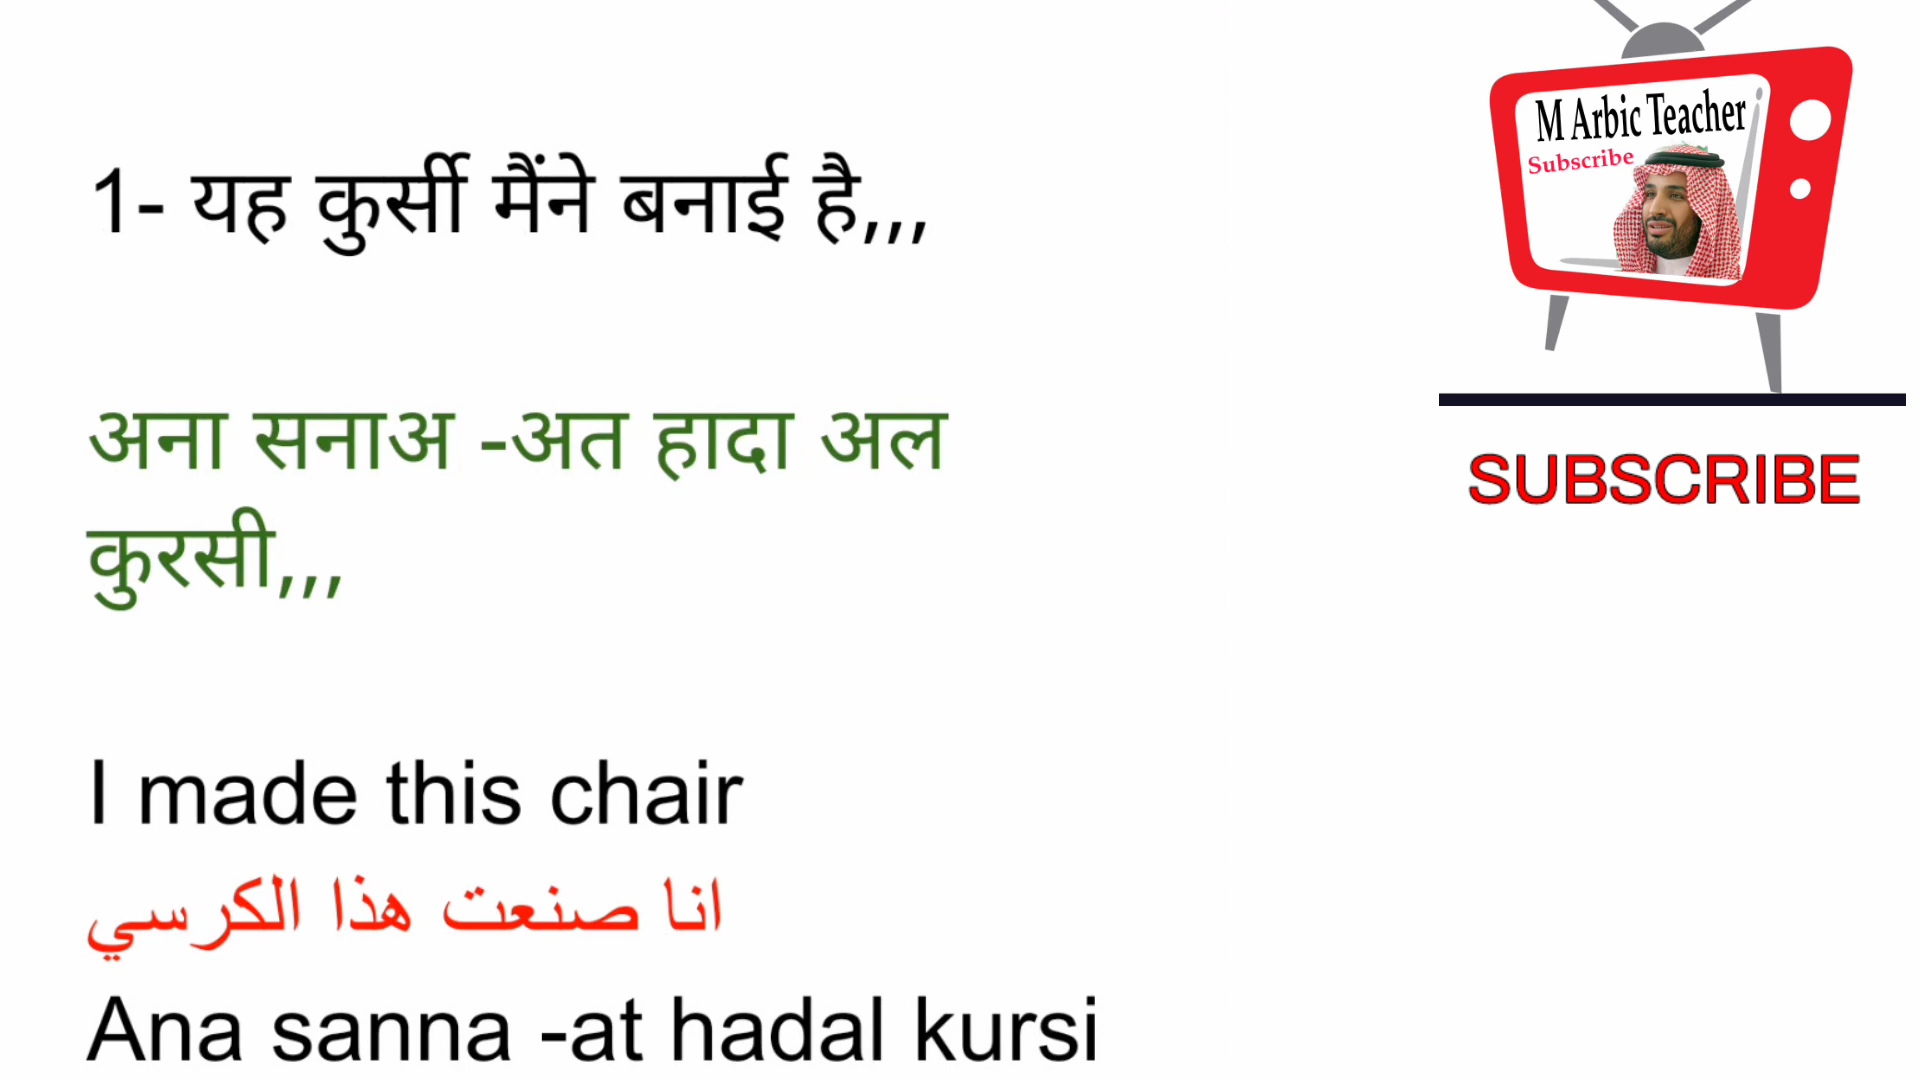 1- यह कुर्सी मैंने बनाई है,,,
अना सनाअ -अत हादा अल
कुरसी,,,
I made this chair
انا صنعت هذا الكرسي
Ana sanna -at hadal kursi
M Arbic Teacher
Subscribe
SUBSCRIBE